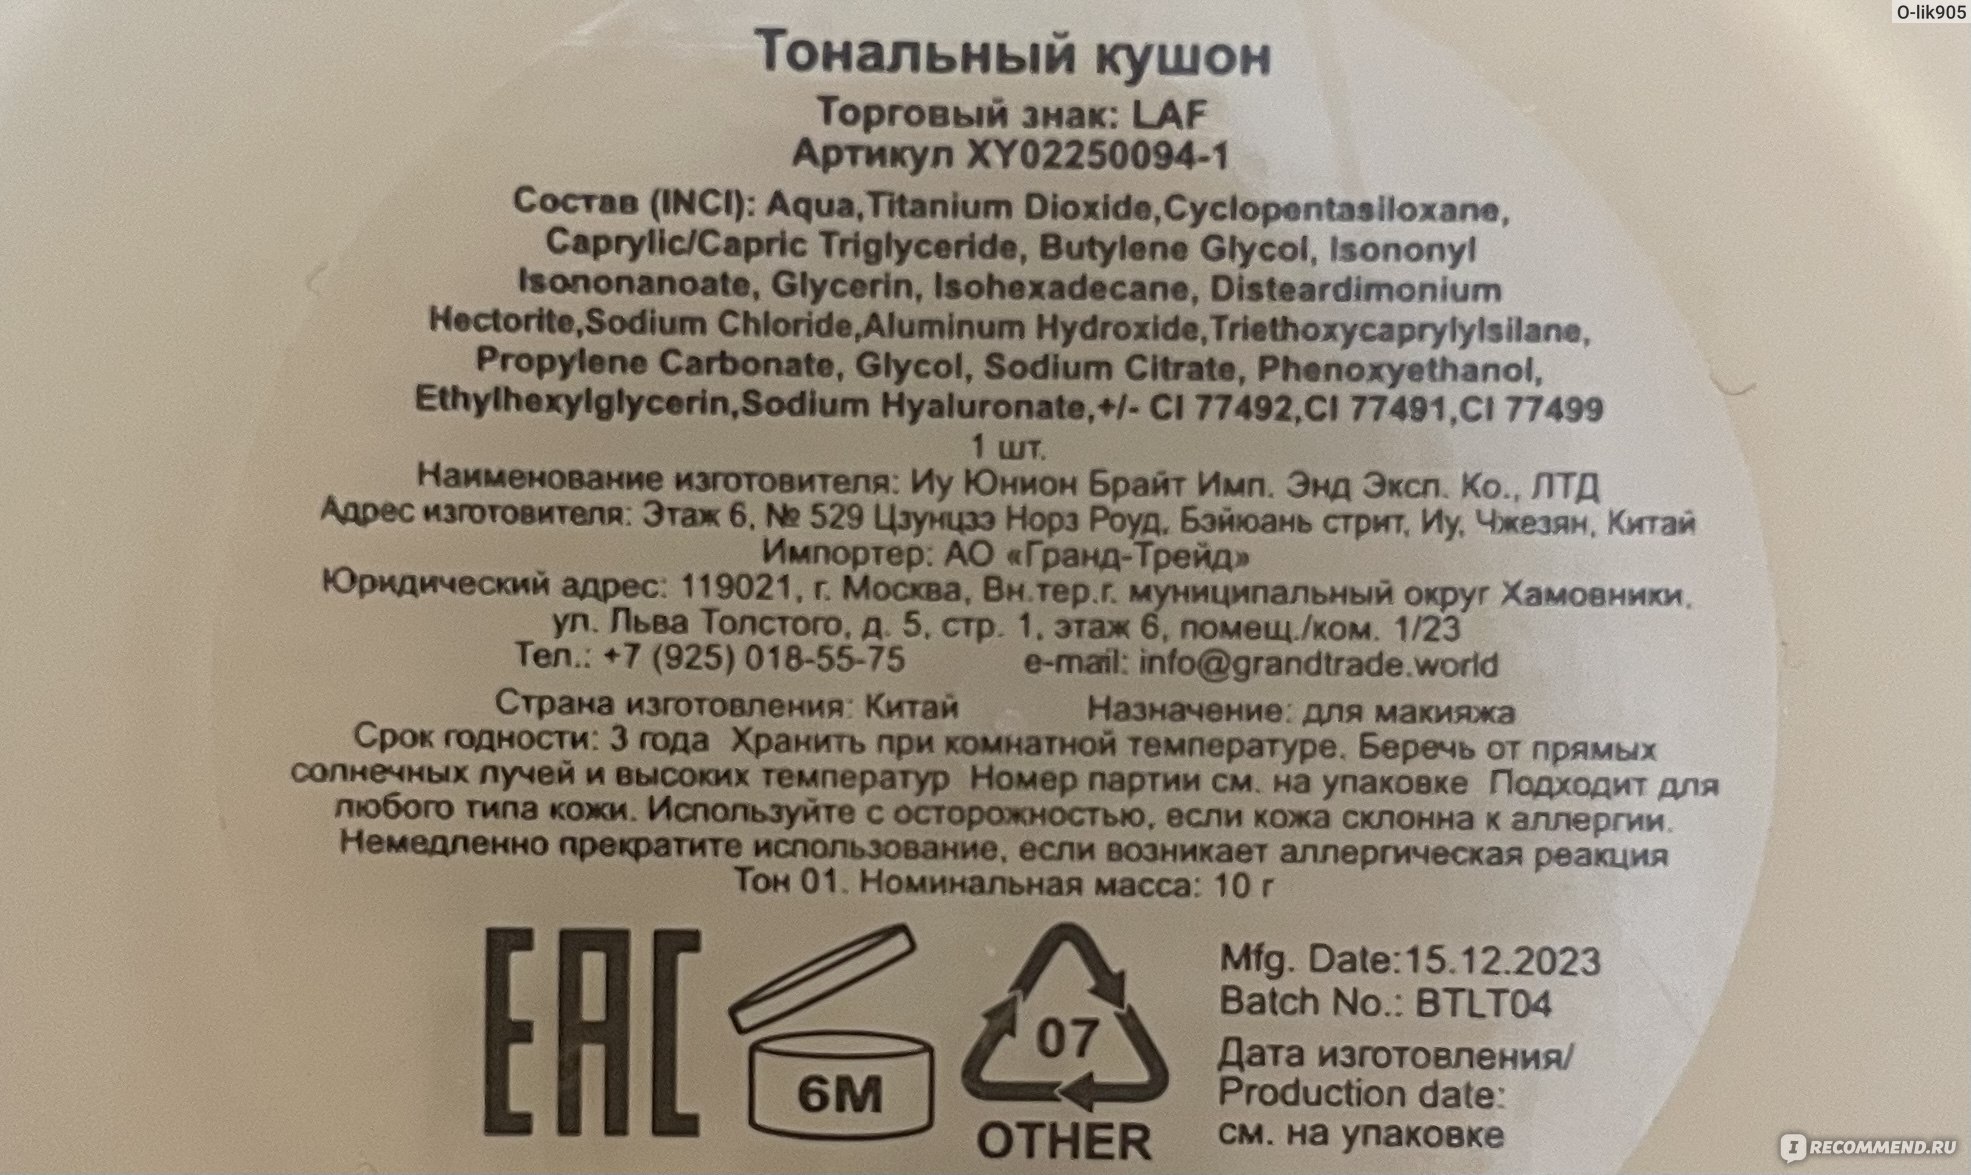 O-lik905
Тональный кушон
Торговый знак: LAF
Артикул XY02250094-1
Состав (INCI): Aqua,Titanium Dioxide,Cyclopentasiloxane,
Caprylic/Capric Triglyceride, Butylene Glycol, Isononyl
Isononanoate, Glycerin, Isohexadecane, Disteardimonium
Hectorite,Sodium Chloride,Aluminum Hydroxide,Triethoxycaprylylsilane,
Propylene Carbonate, Glycol, Sodium Citrate, Phenoxyethanol,
Ethylhexylglycerin,Sodium Hyaluronate,+/- CI 77492,CI 77491,CI 77499
1 шт.
Наименование изготовителя: Иу Юнион Брайт Имп. Энд Эксп. Ко., ЛТД
Адрес изготовителя: Этаж 6, № 529 Цзунцзэ Норз Роуд, Бэйюань стрит, Иу, Чжезян, Китай
Импортер: АО «Гранд-Трейд»
Юридический адрес: 119021, г. Москва, Вн.тер.г. муниципальный округ Хамовники,
ул. Льва Толстого, д. 5, стр. 1, этаж 6, помещ./ком. 1/23
Тел.: +7 (925) 018-55-75 e-mail: info@grandtrade.world
Страна изготовления: Китай Назначение: для макияжа
Срок годности: 3 года Хранить при комнатной температуре. Беречь от прямых
солнечных лучей и высоких температур Номер партии см. на упаковке Подходит для
любого типа кожи. Используйте с осторожностью, если кожа склонна к аллергии.
Немедленно прекратите использование, если возникает аллергическая реакция
Тон 01. Номинальная масса: 10 г
EAC
6M
07
OTHER
Mfg. Date:15.12.2023
Batch No.: BTLT04
Дата изготовления/
Production date:
см. на упаковке
IRECOMMEND.RU